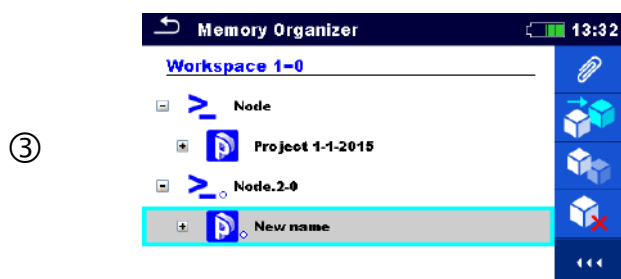 Memory Organizer 13:32
Workspace 1-0
Node
③
Project 1-1-2015
Node.2-0
New name